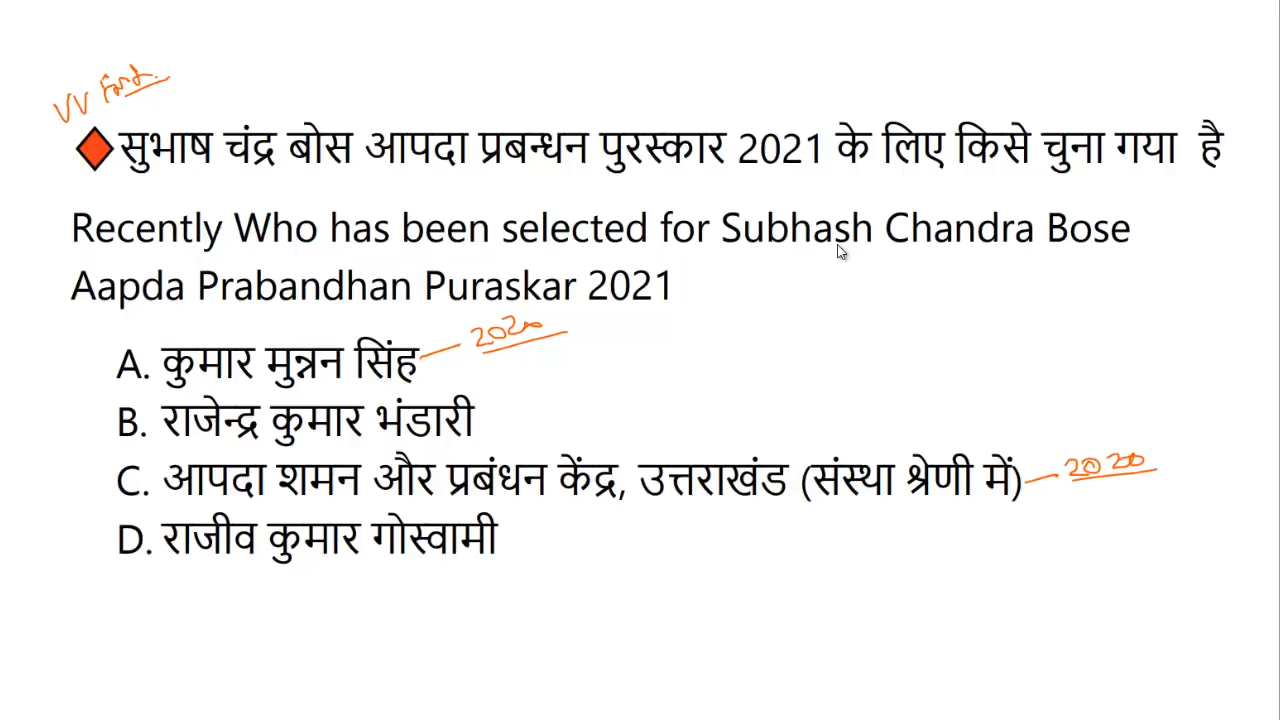 VV
सुभाष चंद्र बोस आपदा प्रबन्धन पुरस्कार 2021 के लिए किसे चुना गया है
Recently Who has been selected for Subhash Chandra Bose
Aapda Prabandhan Puraskar 2021
A. कुमार मुन्नन सिंह 2020
B. राजेन्द्र कुमार भंडारी
C. आपदा शमन और प्रबंधन केंद्र, उत्तराखंड (संस्था श्रेणी में) 2020
D. राजीव कुमार गोस्वामी